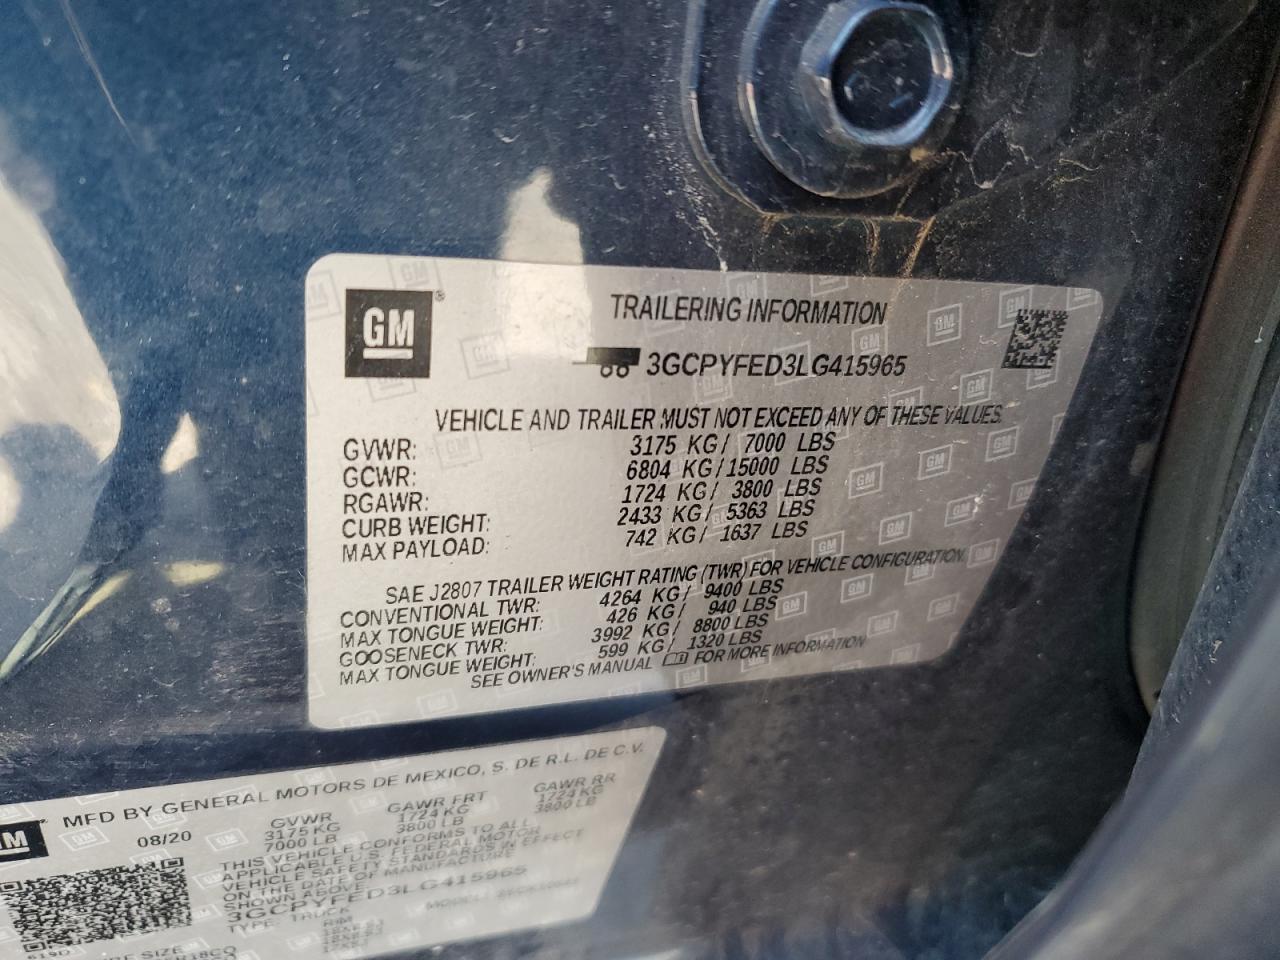 GM
TRAILERING INFORMATION
3GCPYFED3LG415965
VEHICLE AND TRAILER MUST NOT EXCEED ANY OF THESE VALUES.
GVWR: 3175 KG/ 7000 LBS
GCWR: 6804 KG/15000 LBS
RGAWR: 1724 KG/ 3800 LBS
CURB WEIGHT: 2433 KG/ 5363 LBS
MAX PAYLOAD: 742 KG/ 1637 LBS
SAE J2807 TRAILER WEIGHT RATING (TWR) FOR VEHICLE CONFIGURATION.
CONVENTIONAL TWR: 4264 KG/ 9400 LBS
MAX TONGUE WEIGHT: 426 KG/ 940 LBS
GOOSENECK TWR: 3992 KG/ 8800 LBS
MAX TONGUE WEIGHT: 599 KG/ 1320 LBS
SEE OWNER'S MANUAL FOR MORE INFORMATION
MFD BY GENERAL MOTORS DE MEXICO, S. DE R.L. DE C.V.
08/20 GVWR GAWR FRT GAWR RR
3175 KG 1724 KG 1724 KG
7000 LB 3800 LB 3800 LB
THIS VEHICLE CONFORMS TO ALL
APPLICABLE U.S. FEDERAL MOTOR
VEHICLE SAFETY STANDARDS IN EFFECT
ON THE DATE OF MANUFACTURE
SHOWN ABOVE.
3GCPYFED3LG415965
TYPE: TRUCK
RIM